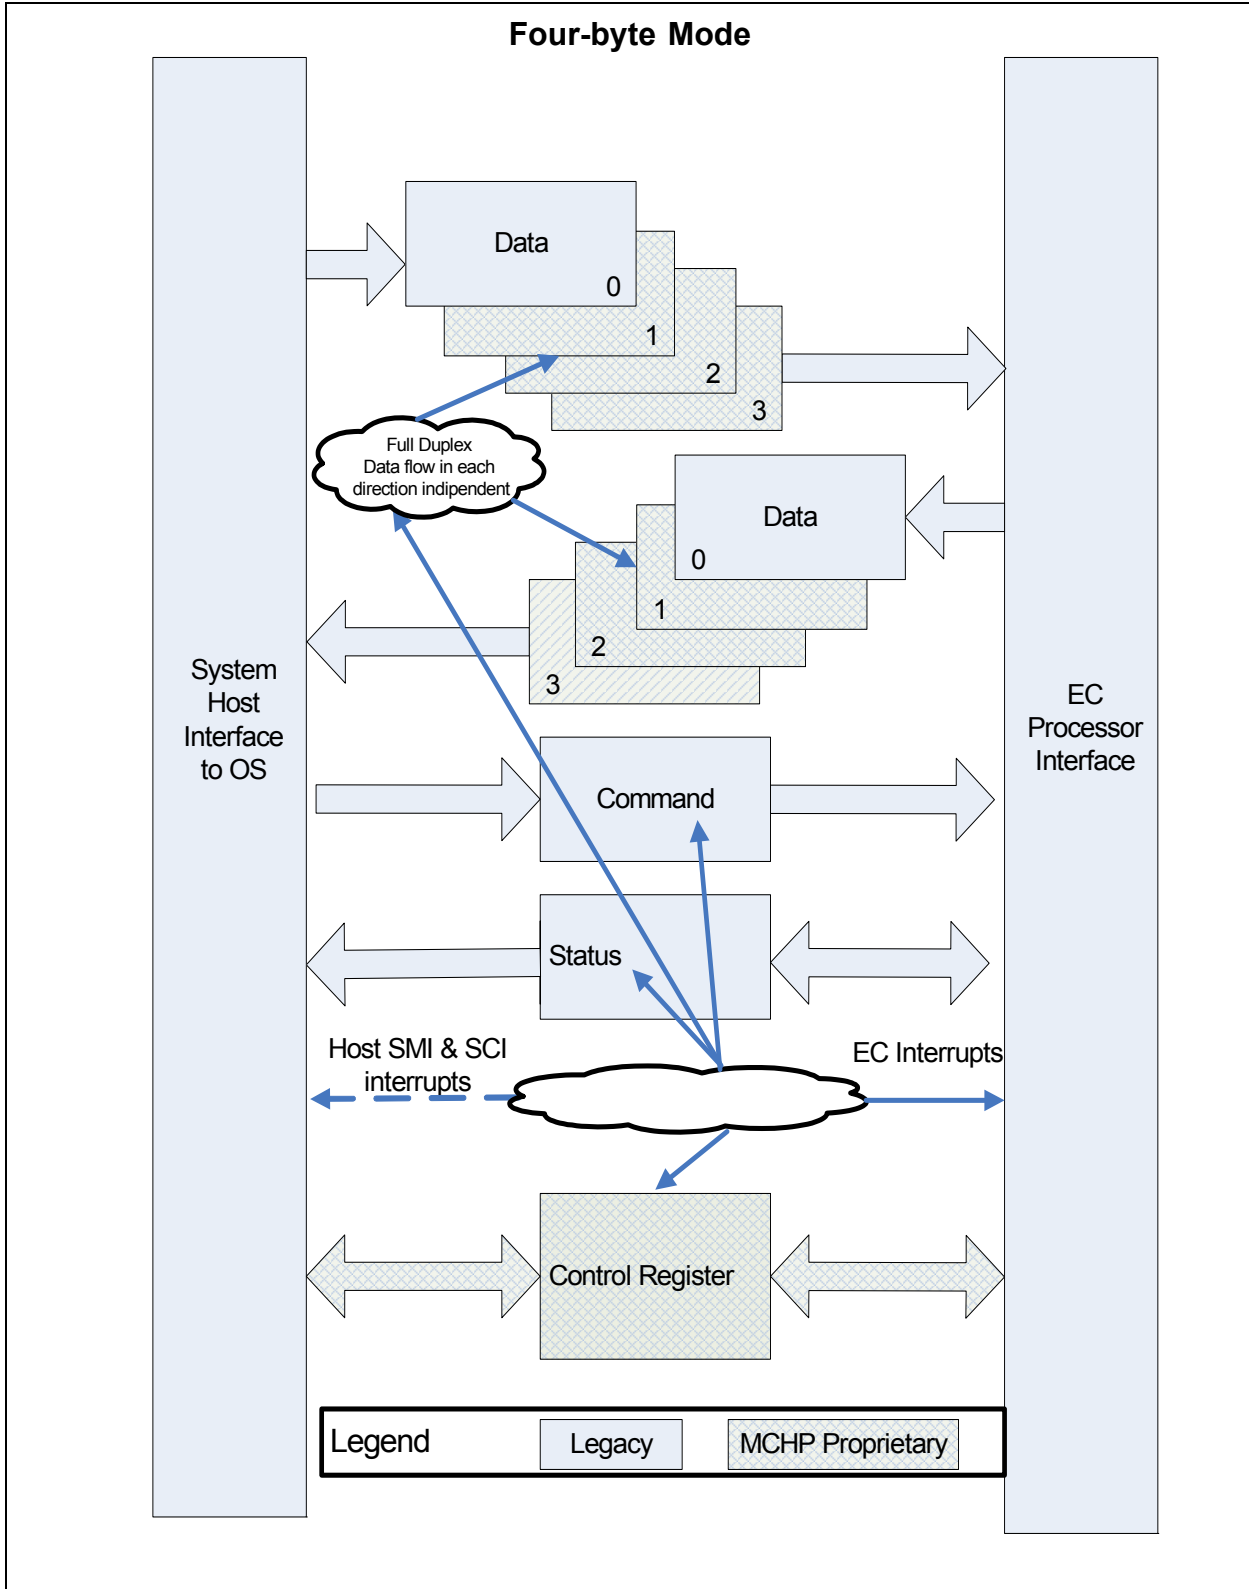 Four-byte Mode
Data
0
1
2
3
Full Duplex
Data flow in each
direction indipendent
Data
0
1
2
3
System
Host
Interface
to OS
EC
Processor
Interface
Command
Status
Host SMI & SCI
interrupts
EC Interrupts
Control Register
Legend
Legacy
MCHP Proprietary